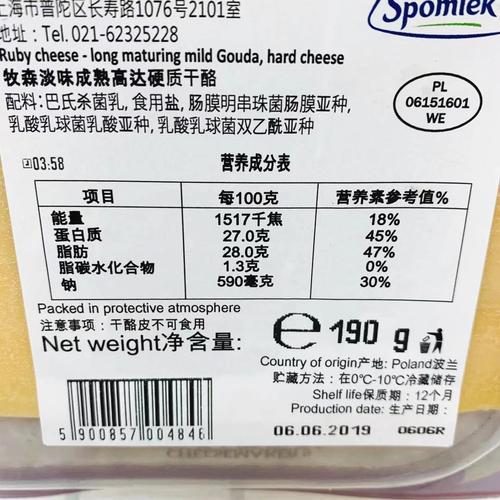 上海市普陀区长寿路1076号2101室
地址: Tel.021-62325228
Spomlek
Ruby cheese - long maturing mild Gouda, hard cheese
牧森淡味成熟高达硬质干酪
配料:巴氏杀菌乳, 食用盐, 肠膜明串珠菌肠膜亚种,
乳酸乳球菌乳酸亚种, 乳酸乳球菌双乙酰亚种
PL
06151601
WE
03:58
营养成分表
项目 每100克 营养素参考值%
能量 1517千焦 18%
蛋白质 27.0克 45%
脂肪 28.0克 47%
脂碳水化合物 1.3克 0%
钠 590毫克 30%
Packed in protective atmosphere
注意事项:干酪皮不可食用
Net weight净含量: e 190 g
Country of origin产地: Poland波兰
贮藏方法:在0°C-10°C冷藏储存
Shelf life保质期:12个月
Production date: 生产日期:
06.06.2019 0606R
5 900857 004846
CHEESEMAKER'S